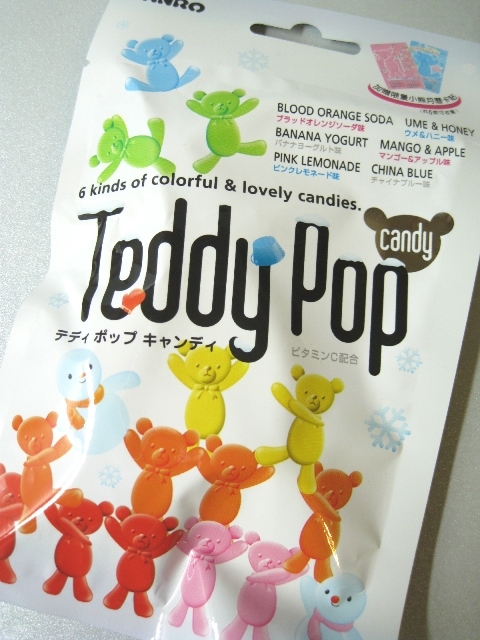 BLOOD ORANGE SODA
ブラッドオレンジソーダ味
UME & HONEY
ウメ&ハニー味
BANANA YOGURT
バナナヨーグルト味
MANGO & APPLE
マンゴー&アップル味
PINK LEMONADE
ピンクレモネード味
CHINA BLUE
チャイナブルー味
6 kinds of colorful & lovely candies.
candy
Teddy Pop
テディ ポップ キャンディ
ビタミンC配合